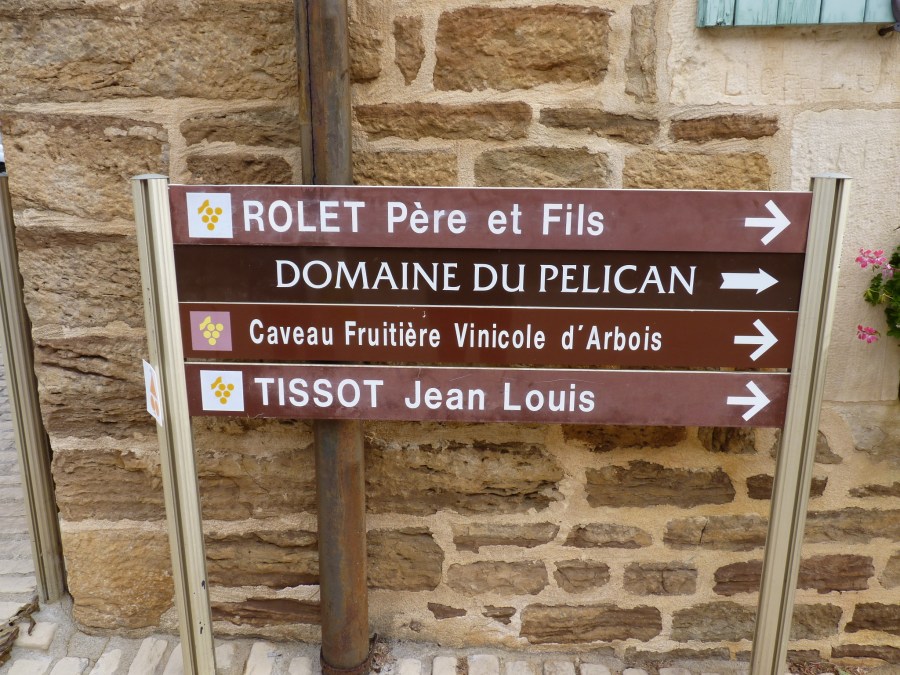 ROLET Père et Fils
DOMAINE DU PELICAN
Caveau Fruitière Vinicole d'Arbois
TISSOT Jean Louis